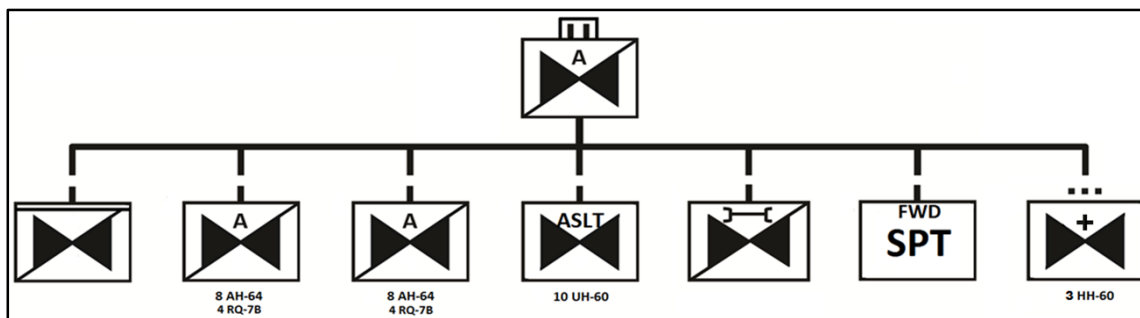 A
A
A
ASLT
FWD
SPT
8 AH-64
4 RQ-7B
8 AH-64
4 RQ-7B
10 UH-60
3 HH-60